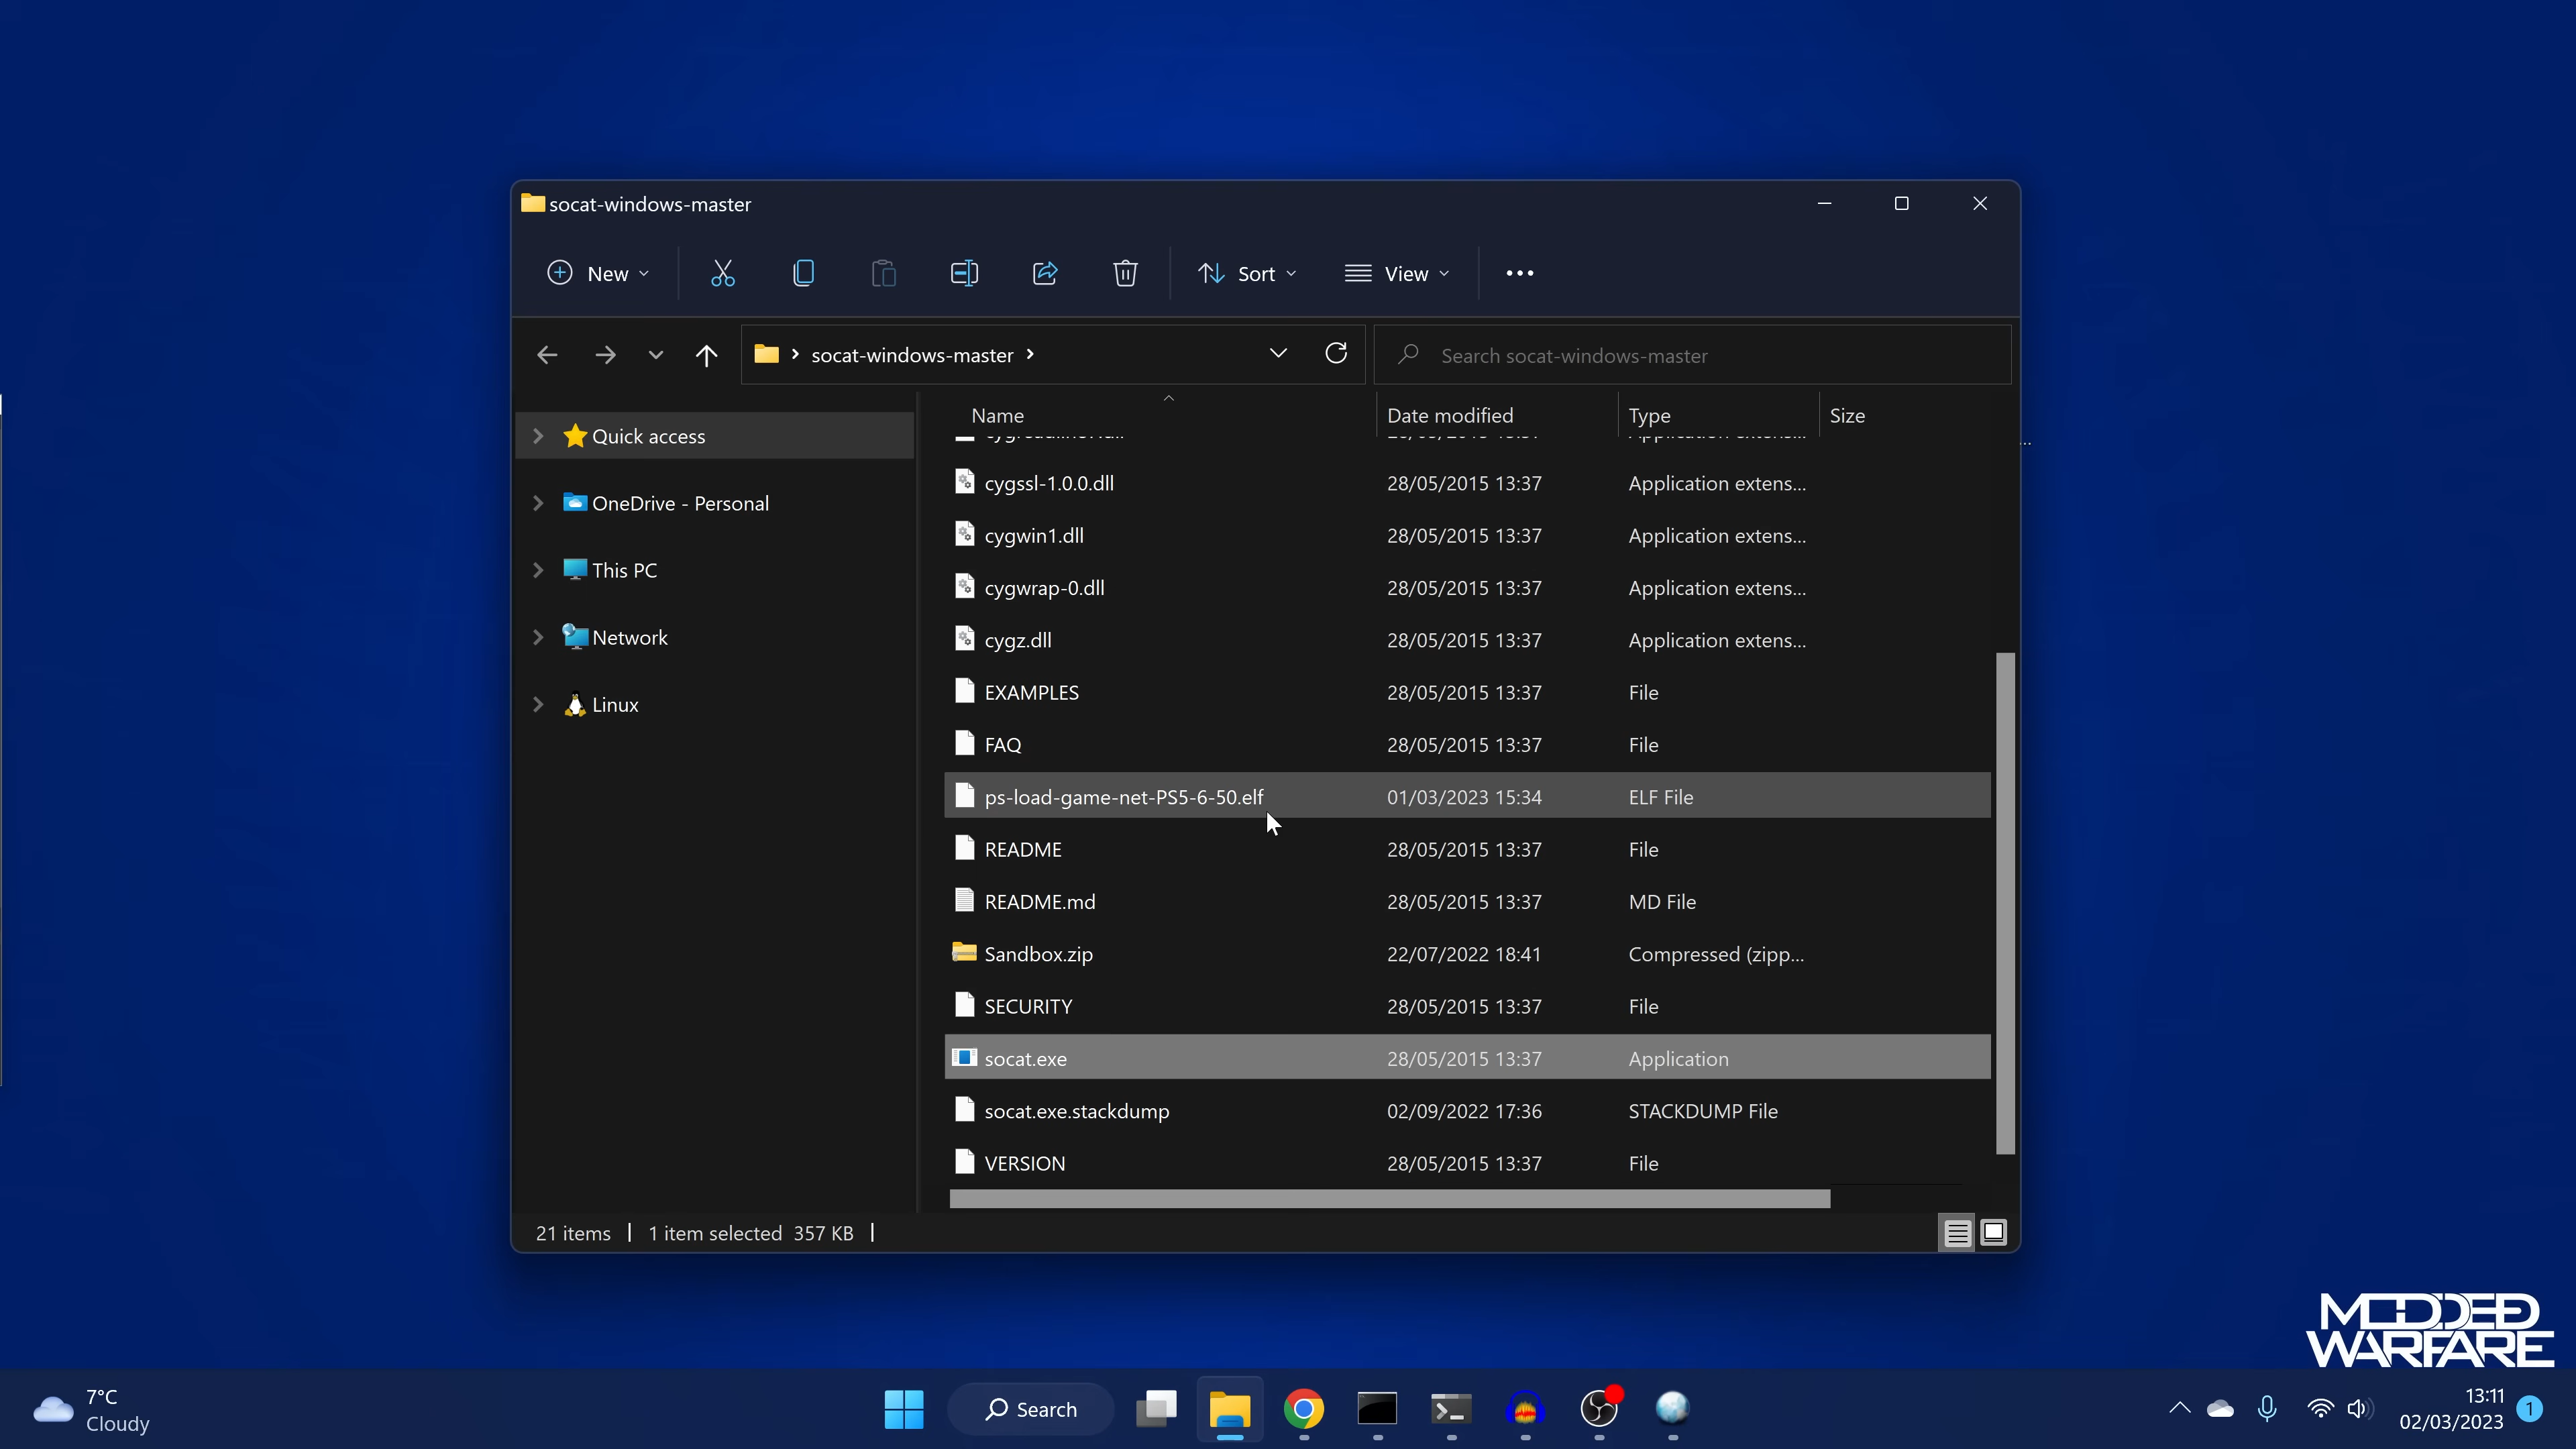 socat-windows-master
New
Sort
View
socat-windows-master
Search socat-windows-master
Name Date modified Type Size
Quick access
OneDrive - Personal
This PC
Network
Linux
cygssl-1.0.0.dll 28/05/2015 13:37 Application extens...
cygwin1.dll 28/05/2015 13:37 Application extens...
cygwrap-0.dll 28/05/2015 13:37 Application extens...
cygz.dll 28/05/2015 13:37 Application extens...
EXAMPLES 28/05/2015 13:37 File
FAQ 28/05/2015 13:37 File
ps-load-game-net-PS5-6-50.elf 01/03/2023 15:34 ELF File
README 28/05/2015 13:37 File
README.md 28/05/2015 13:37 MD File
Sandbox.zip 22/07/2022 18:41 Compressed (zipp...
SECURITY 28/05/2015 13:37 File
socat.exe 28/05/2015 13:37 Application
socat.exe.stackdump 02/09/2022 17:36 STACKDUMP File
VERSION 28/05/2015 13:37 File
21 items 1 item selected 357 KB
MODDED
WARFARE
7°C
Cloudy
Search
13:11
02/03/2023
1